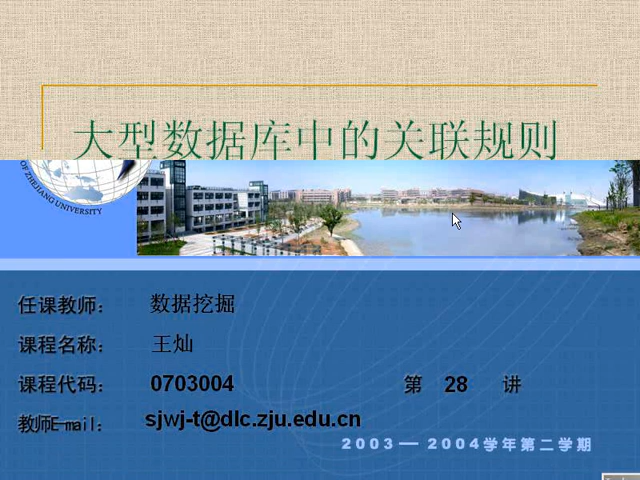 大型数据库中的关联规则
OF ZHEJIANG UNIVERSITY
任课教师： 数据挖掘
课程名称： 王灿
课程代码： 0703004 第 28 讲
教师E-mail： sjwj-t@dlc.zju.edu.cn
2003—2004学年第二学期